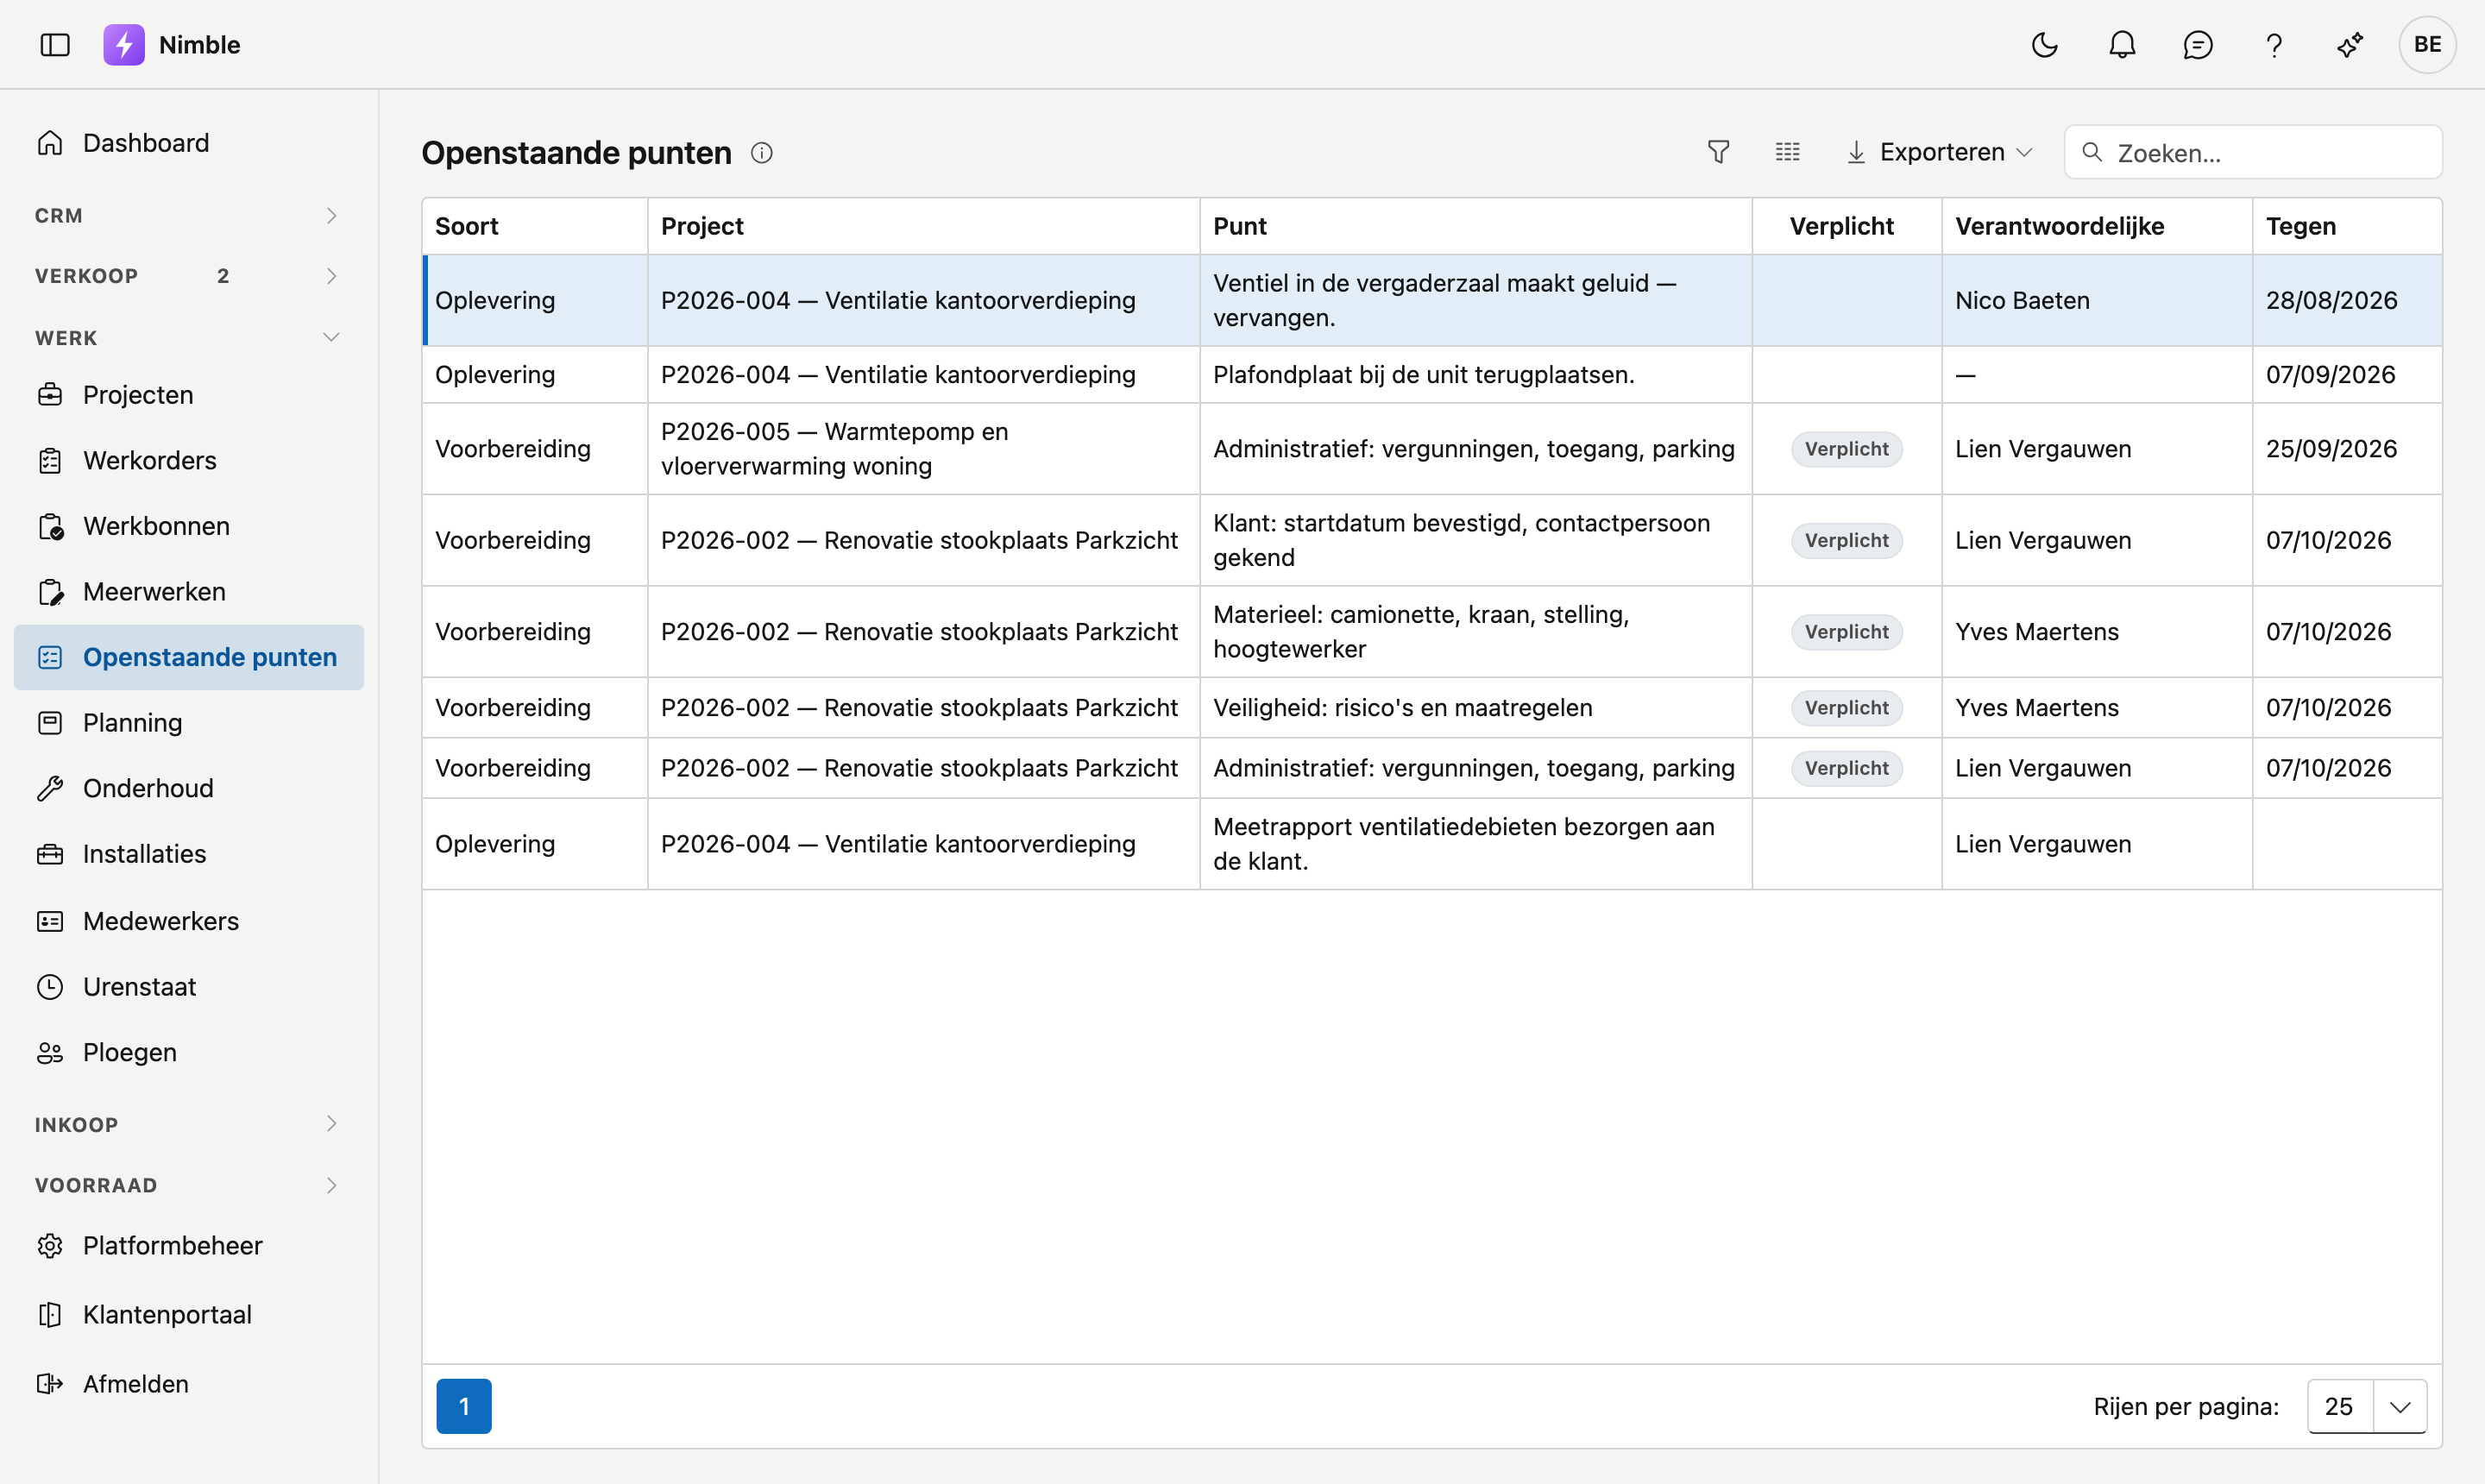 Nimble
BE
Dashboard
CRM
VERKOOP 2
WERK
Projecten
Werkorders
Werkbonnen
Meerwerken
Openstaande punten
Planning
Onderhoud
Installaties
Medewerkers
Urenstaat
Ploegen
INKOOP
VOORRAAD
Platformbeheer
Klantenportaal
Afmelden
Openstaande punten
Exporteren
Zoeken...
Soort Project Punt Verplicht Verantwoordelijke Tegen
Oplevering P2026-004 — Ventilatie kantoorverdieping Ventiel in de vergaderzaal maakt geluid —
vervangen. Nico Baeten 28/08/2026
Oplevering P2026-004 — Ventilatie kantoorverdieping Plafondplaat bij de unit terugplaatsen. — 07/09/2026
Voorbereiding P2026-005 — Warmtepomp en
vloerverwarming woning Administratief: vergunningen, toegang, parking Verplicht Lien Vergauwen 25/09/2026
Voorbereiding P2026-002 — Renovatie stookplaats Parkzicht Klant: startdatum bevestigd, contactpersoon
gekend Verplicht Lien Vergauwen 07/10/2026
Voorbereiding P2026-002 — Renovatie stookplaats Parkzicht Materieel: camionette, kraan, stelling,
hoogtewerker Verplicht Yves Maertens 07/10/2026
Voorbereiding P2026-002 — Renovatie stookplaats Parkzicht Veiligheid: risico's en maatregelen Verplicht Yves Maertens 07/10/2026
Voorbereiding P2026-002 — Renovatie stookplaats Parkzicht Administratief: vergunningen, toegang, parking Verplicht Lien Vergauwen 07/10/2026
Oplevering P2026-004 — Ventilatie kantoorverdieping Meetrapport ventilatiedebieten bezorgen aan
de klant. Lien Vergauwen
1
Rijen per pagina: 25